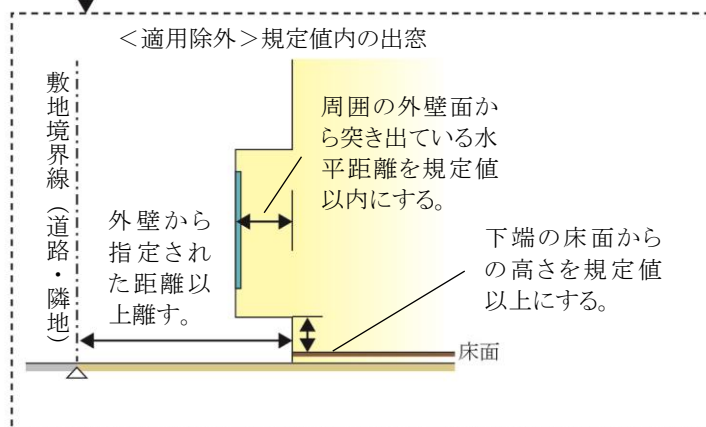 ＜適用除外＞規定値内の出窓
敷地境界線（道路・隣地）
周囲の外壁面か
ら突き出ている水
平距離を規定値
以内にする。
外壁から
指定され
た距離以
上離す。
下端の床面から
の高さを規定値
以上にする。
床面